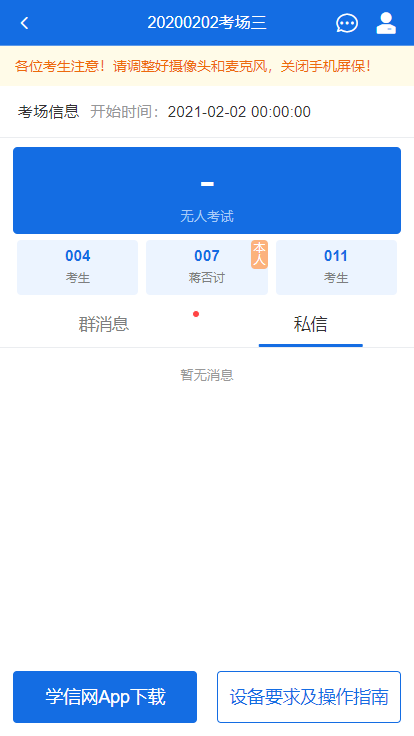 20200202考场三
各位考生注意！请调整好摄像头和麦克风，关闭手机屏保！
考场信息 开始时间：2021-02-02 00:00:00
-
无人考试
004 007 本人 011
考生 蒋否讨 考生
群消息 私信
暂无消息
学信网App下载 设备要求及操作指南